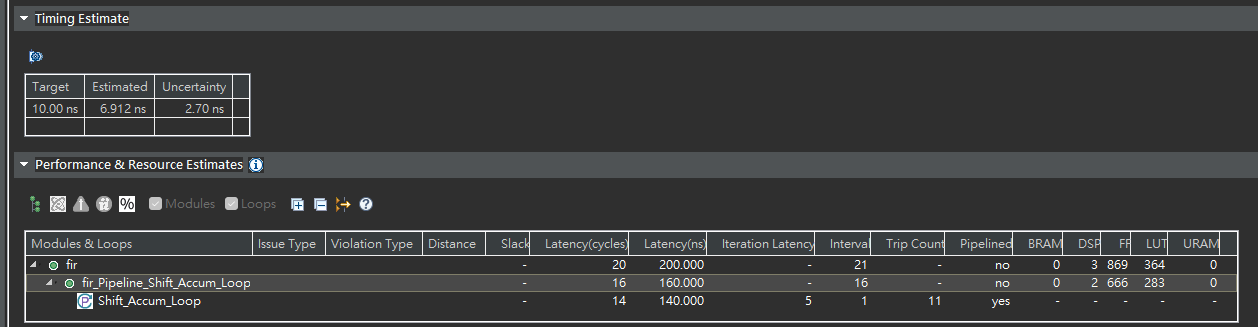 Timing Estimate
Target Estimated Uncertainty
10.00 ns 6.912 ns 2.70 ns
Performance & Resource Estimates
% Modules Loops
Modules & Loops Issue Type Violation Type Distance Slack Latency(cycles) Latency(ns) Iteration Latency Interval Trip Count Pipelined BRAM DSP FF LUT URAM
fir - 20 200.000 - 21 - no 0 3 869 364 0
fir_Pipeline_Shift_Accum_Loop - 16 160.000 - 16 - no 0 2 666 283 0
Shift_Accum_Loop - 14 140.000 5 1 11 yes - - - - -